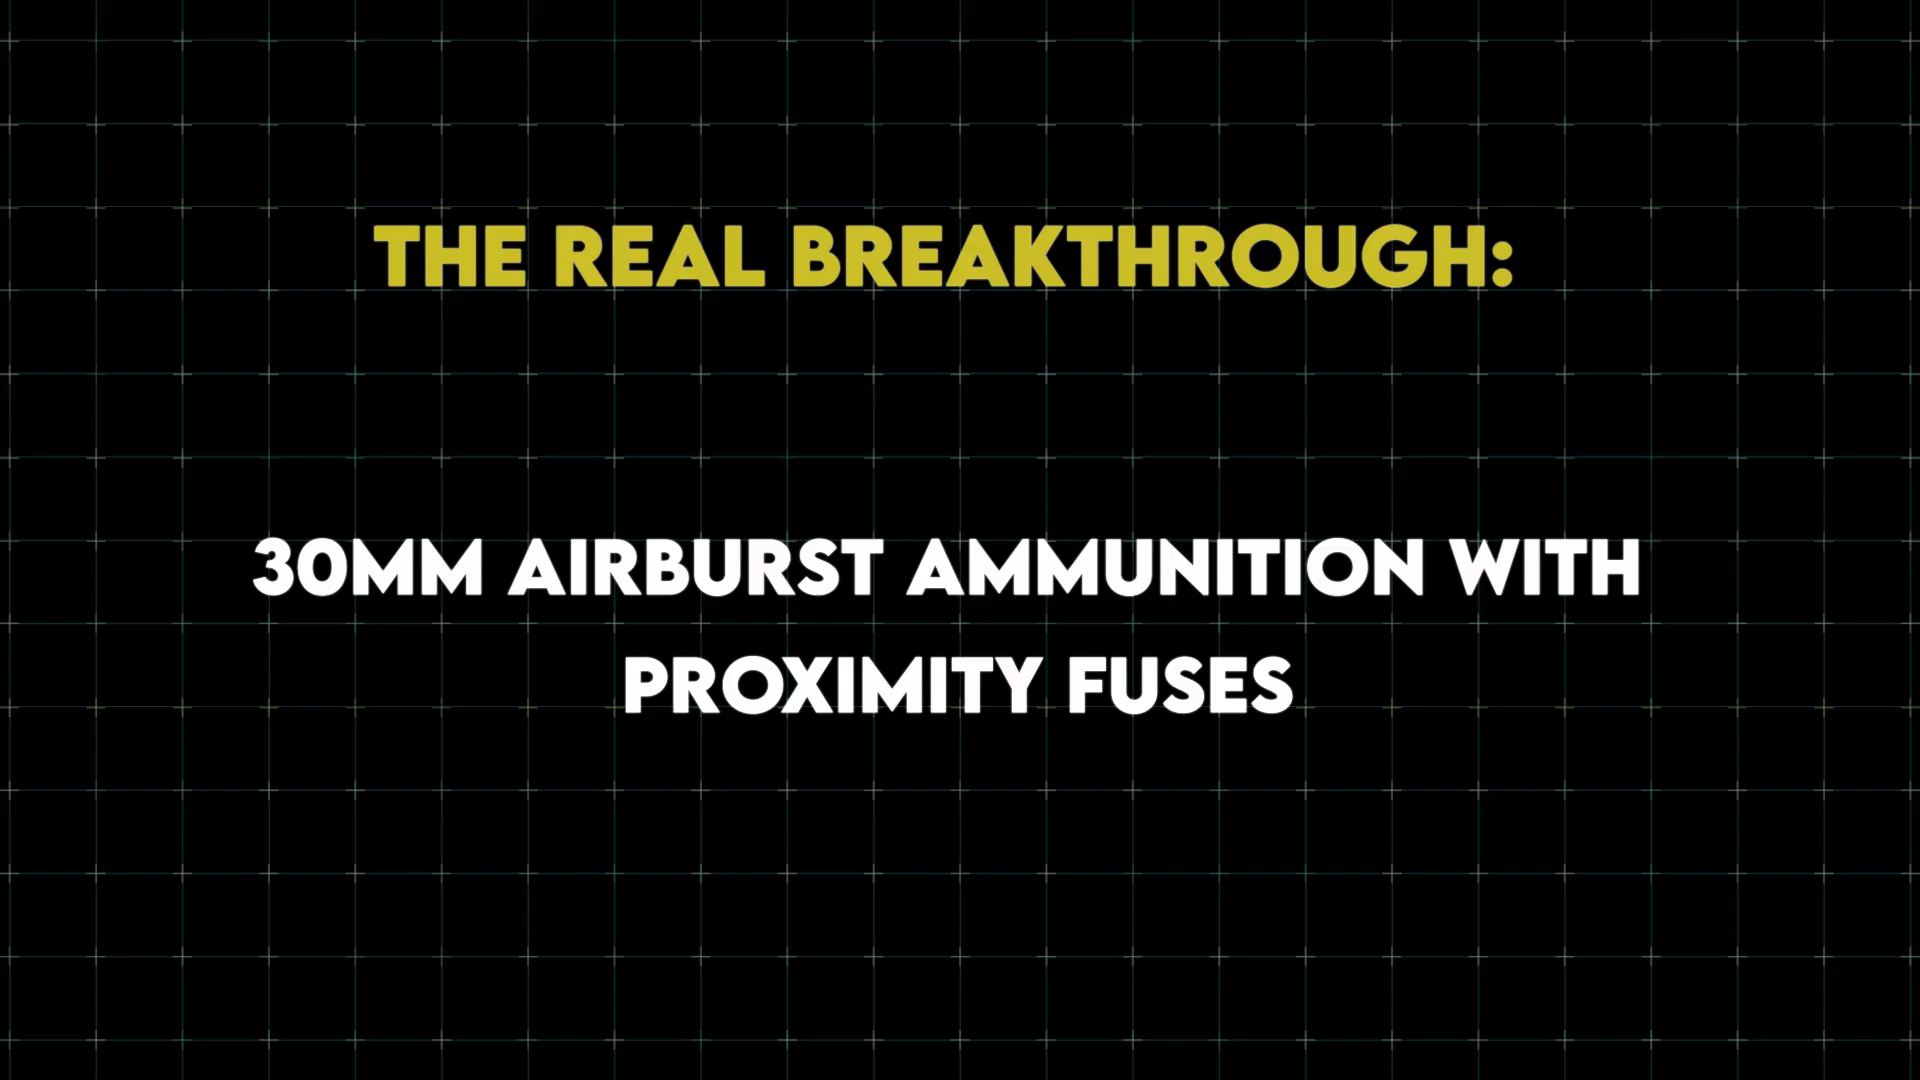 THE REAL BREAKTHROUGH:
30MM AIRBURST AMMUNITION WITH
PROXIMITY FUSES